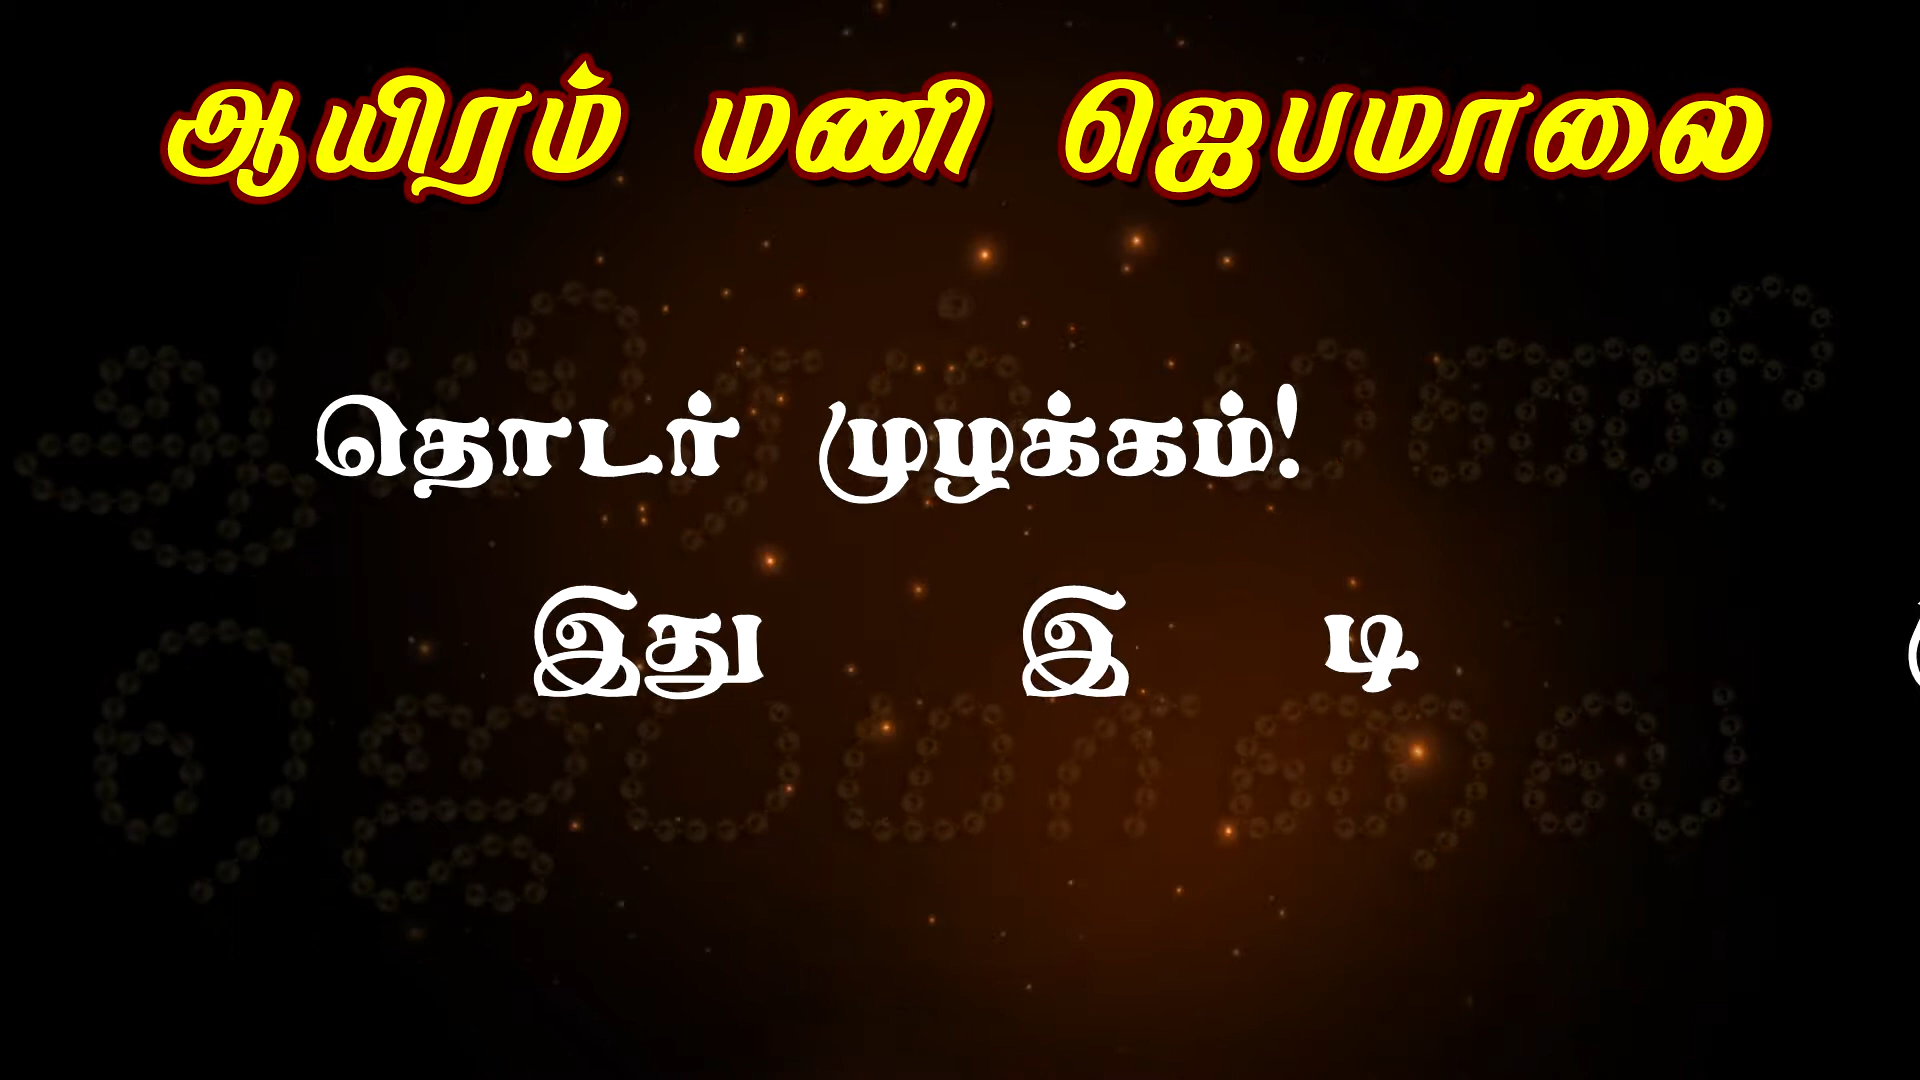 ஆயிரம் மணி ஜெபமாலை
தொடர் முழக்கம்!
இது இ டி